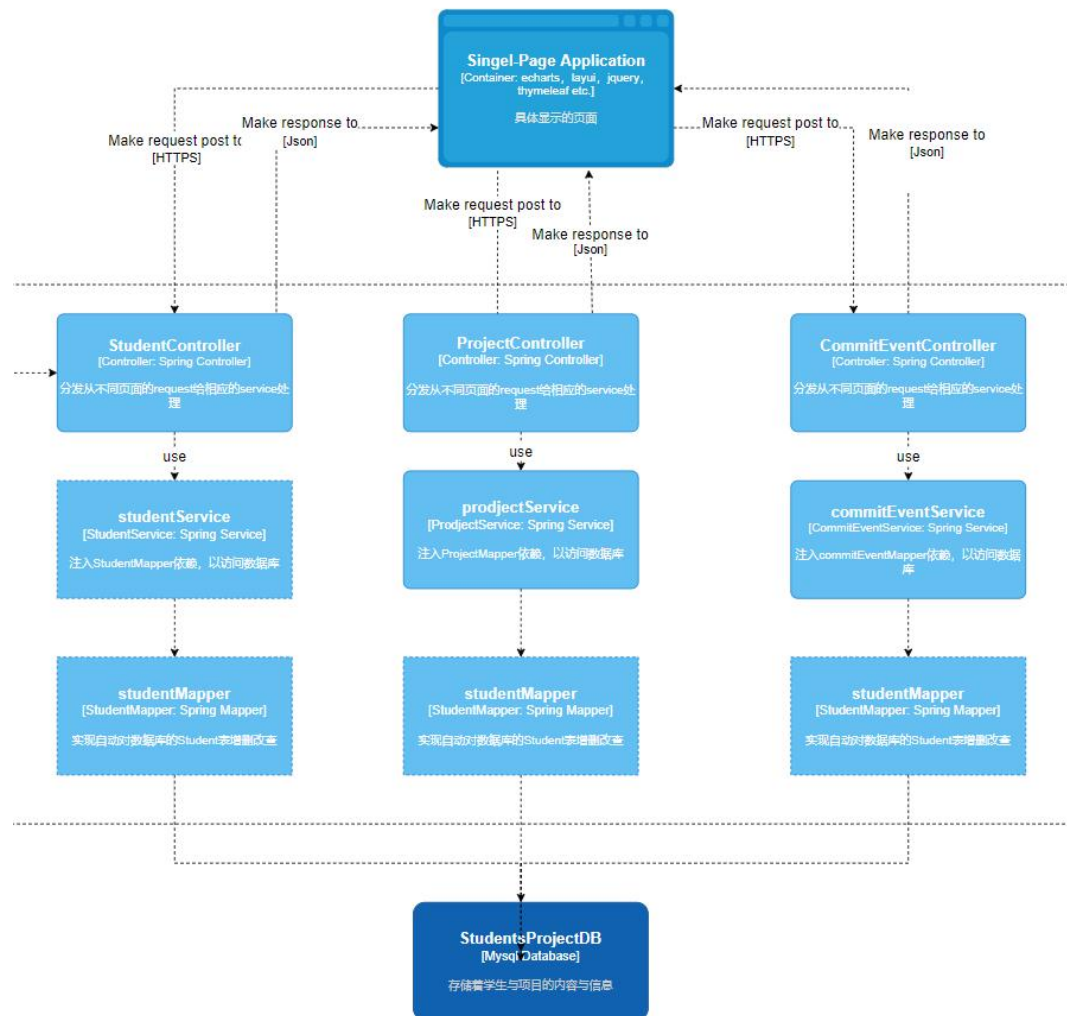 Singel-Page Application
[Container: echarts，layui，jquery，
thymeleaf etc.]
具体显示的页面
Make request post to
[HTTPS]
Make response to
[Json]
Make request post to
[HTTPS]
Make response to
[Json]
Make request post to
[HTTPS]
Make response to
[Json]
StudentController
[Controller: Spring Controller]
分发从不同页面的request给相应的service处
理
ProjectController
[Controller: Spring Controller]
分发从不同页面的request给相应的service处
理
CommitEventController
[Controller: Spring Controller]
分发从不同页面的request给相应的service处
理
use
use
use
studentService
[StudentService: Spring Service]
注入StudentMapper依赖，以访问数据库
prodjectService
[ProdjectService: Spring Service]
注入ProjectMapper依赖，以访问数据库
commitEventService
[CommitEventService: Spring Service]
注入commitEventMapper依赖，以访问数据
库
studentMapper
[StudentMapper: Spring Mapper]
实现自动对数据库的Student表增删改查
studentMapper
[StudentMapper: Spring Mapper]
实现自动对数据库的Student表增删改查
studentMapper
[StudentMapper: Spring Mapper]
实现自动对数据库的Student表增删改查
StudentsProjectDB
[Mysql Database]
存储着学生与项目的内容与信息